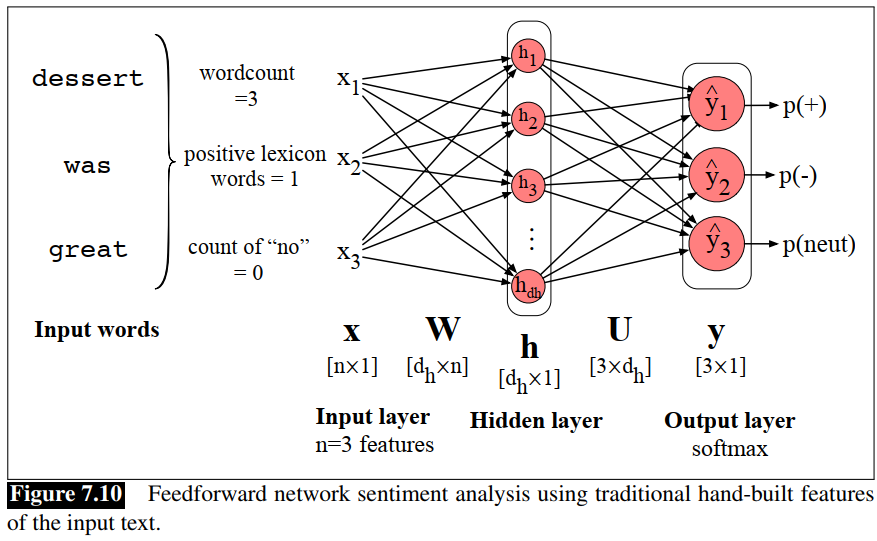 dessert
was
great
Input words
wordcount
=3
positive lexicon
words = 1
count of “no”
= 0
x1
x2
x3
h1
h2
h3
⋮
hdh
ŷ1
ŷ2
ŷ3
p(+)
p(-)
p(neut)
x W h U y
[n×1] [dh×n] [dh×1] [3×dh] [3×1]
Input layer Hidden layer Output layer
n=3 features softmax
Figure 7.10 Feedforward network sentiment analysis using traditional hand-built features
of the input text.